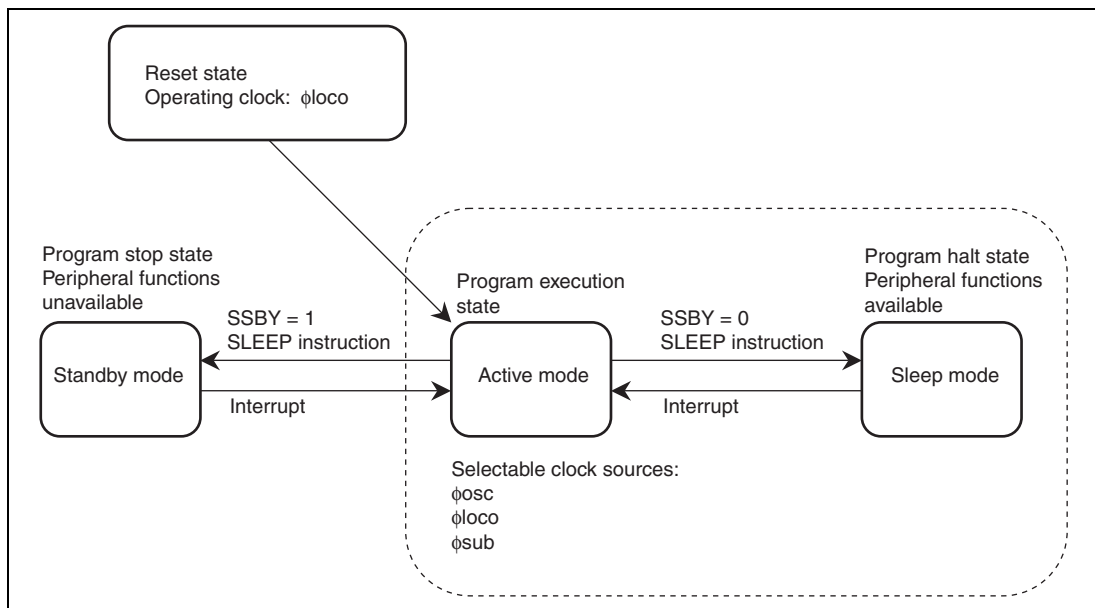 Reset state
Operating clock: ϕloco
Program stop state
Peripheral functions
unavailable
Program execution
state
Program halt state
Peripheral functions
available
SSBY = 1
SLEEP instruction
SSBY = 0
SLEEP instruction
Standby mode
Active mode
Sleep mode
Interrupt
Interrupt
Selectable clock sources:
ϕosc
ϕloco
ϕsub